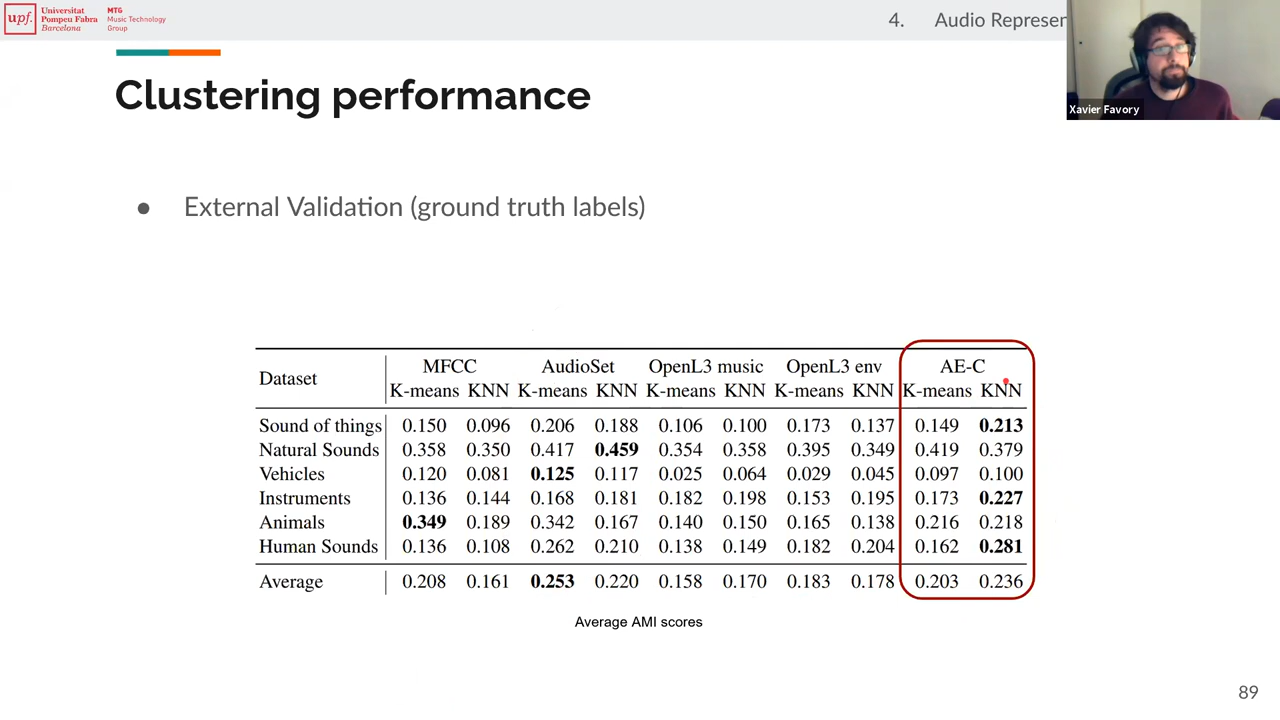 upf.
Universitat
Pompeu Fabra
Barcelona
MTG
Music Technology
Group
4. Audio Represen
Xavier Favory
Clustering performance
● External Validation (ground truth labels)
Dataset MFCC AudioSet OpenL3 music OpenL3 env AE-C
K-means KNN K-means KNN K-means KNN K-means KNN K-means KNN
Sound of things 0.150 0.096 0.206 0.188 0.106 0.100 0.173 0.137 0.149 0.213
Natural Sounds 0.358 0.350 0.417 0.459 0.354 0.358 0.395 0.349 0.419 0.379
Vehicles 0.120 0.081 0.125 0.117 0.025 0.064 0.029 0.045 0.097 0.100
Instruments 0.136 0.144 0.168 0.181 0.182 0.198 0.153 0.195 0.173 0.227
Animals 0.349 0.189 0.342 0.167 0.140 0.150 0.165 0.138 0.216 0.218
Human Sounds 0.136 0.108 0.262 0.210 0.138 0.149 0.182 0.204 0.162 0.281
Average 0.208 0.161 0.253 0.220 0.158 0.170 0.183 0.178 0.203 0.236
Average AMI scores
89